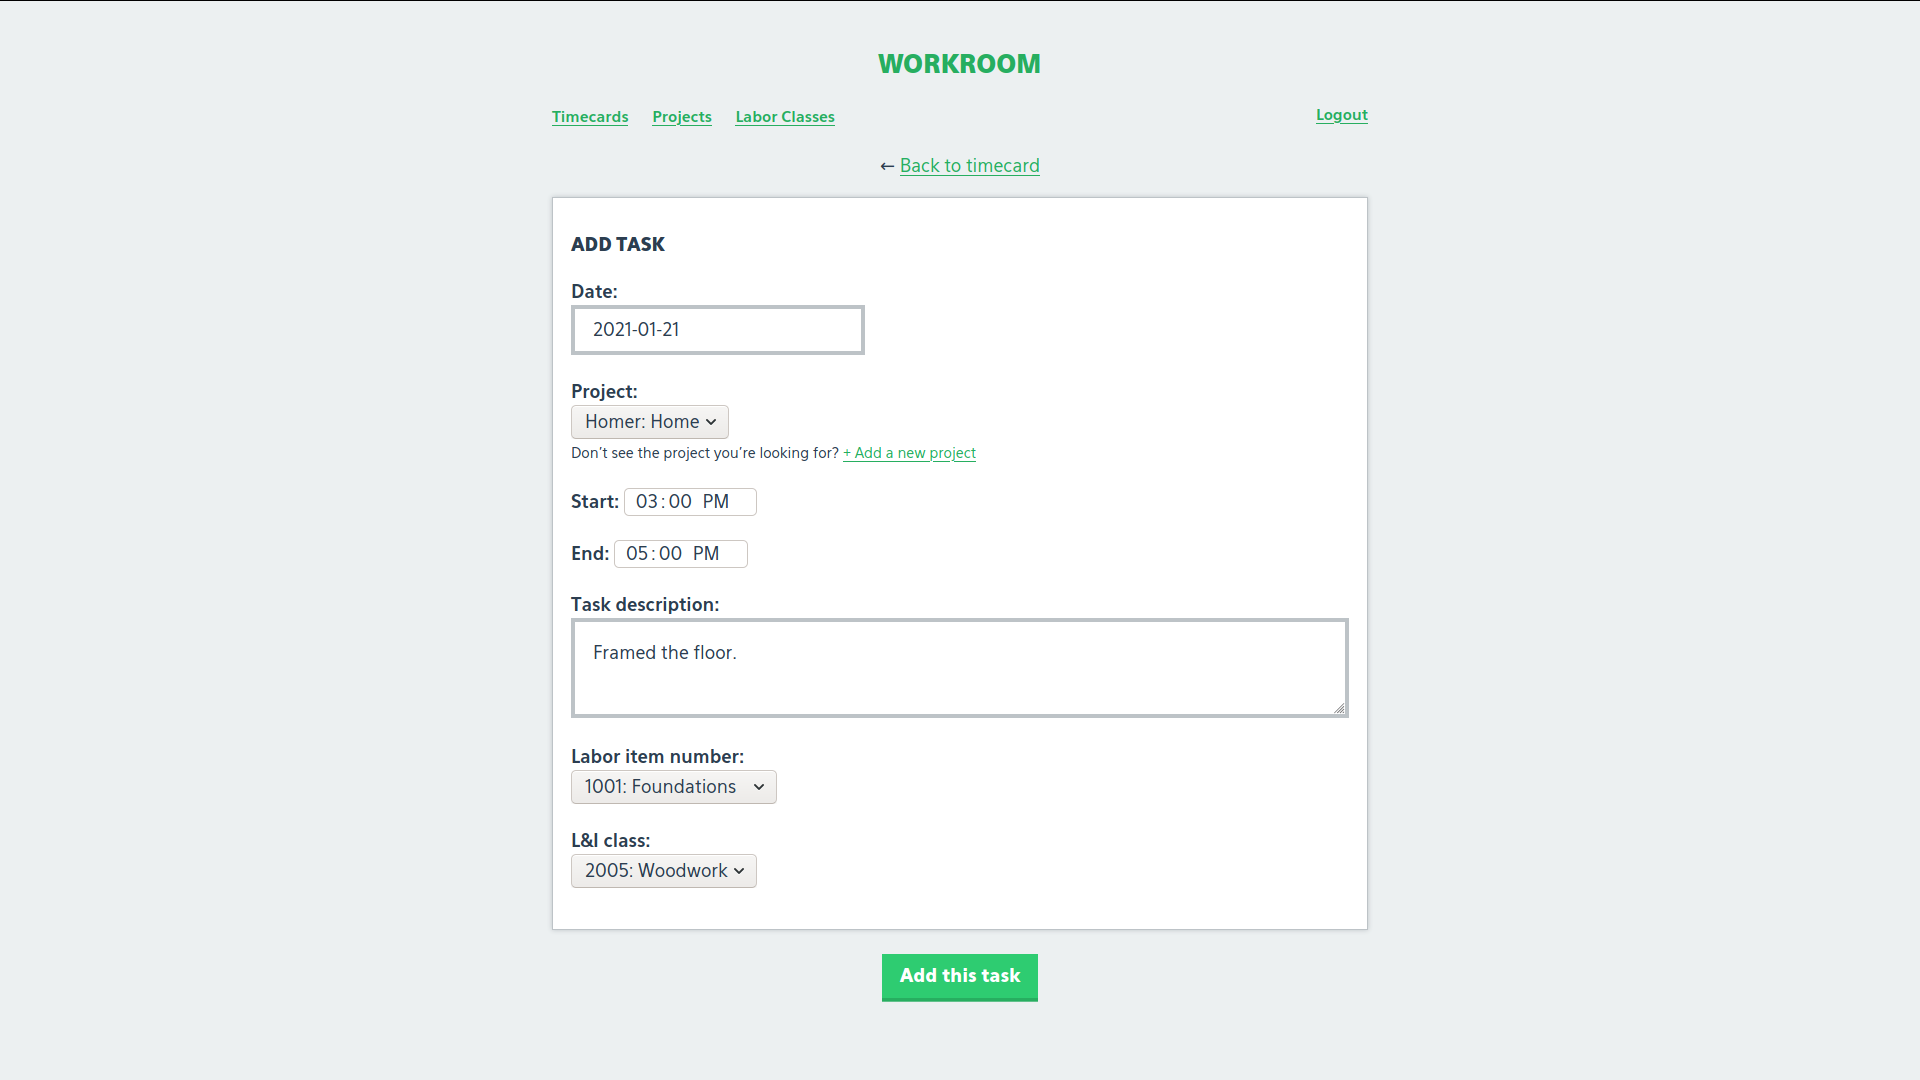 WORKROOM
Timecards Projects Labor Classes Logout
← Back to timecard
ADD TASK
Date:
2021-01-21
Project:
Homer: Home
Don't see the project you're looking for? + Add a new project
Start: 03:00 PM
End: 05:00 PM
Task description:
Framed the floor.
Labor item number:
1001: Foundations
L&I class:
2005: Woodwork
Add this task